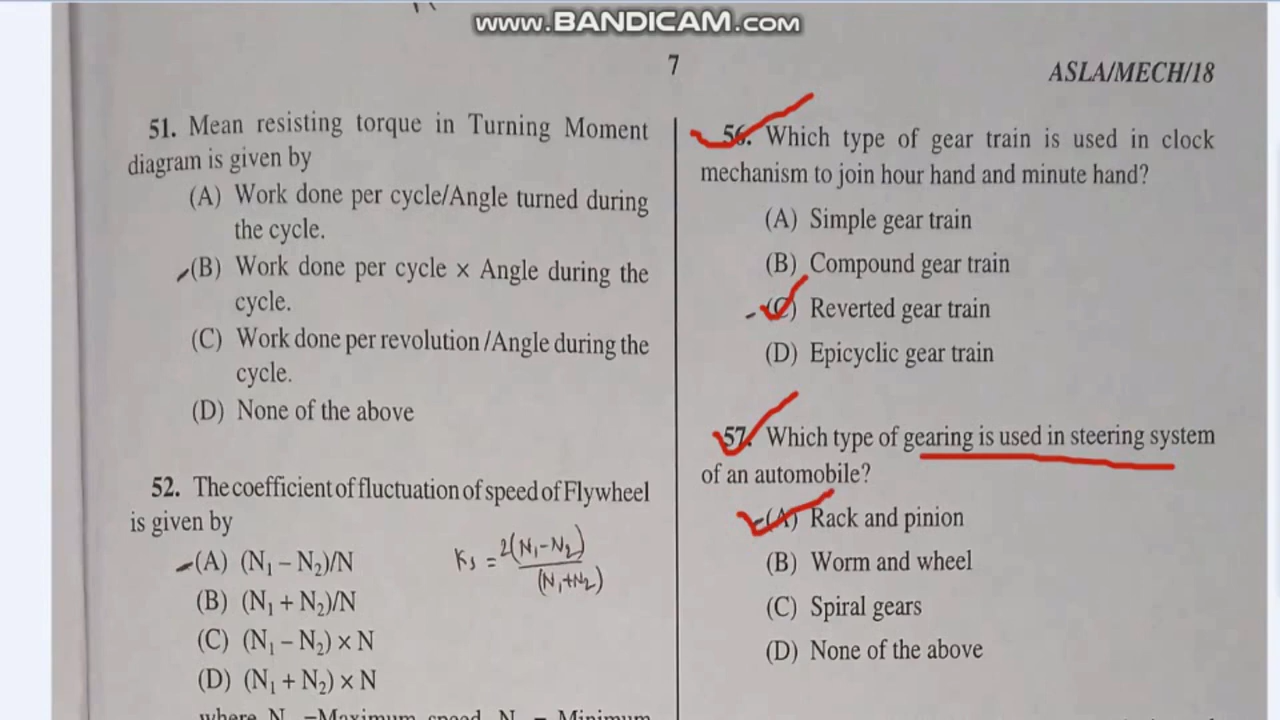 WWW.BANDICAM.COM
7
ASLA/MECH/18
51. Mean resisting torque in Turning Moment
diagram is given by
(A) Work done per cycle/Angle turned during
the cycle.
(B) Work done per cycle × Angle during the
cycle.
(C) Work done per revolution /Angle during the
cycle.
(D) None of the above
52. The coefficient of fluctuation of speed of Flywheel
is given by
(A) (N₁ – N₂)/N
(B) (N₁ + N₂)/N
(C) (N₁ – N₂) × N
(D) (N₁ + N₂) × N
where N =Maximum speed, N = Minimum
Ks = 2(N₁-N₂)
(N₁+N₂)
56. Which type of gear train is used in clock
mechanism to join hour hand and minute hand?
(A) Simple gear train
(B) Compound gear train
(C) Reverted gear train
(D) Epicyclic gear train
57. Which type of gearing is used in steering system
of an automobile?
(A) Rack and pinion
(B) Worm and wheel
(C) Spiral gears
(D) None of the above